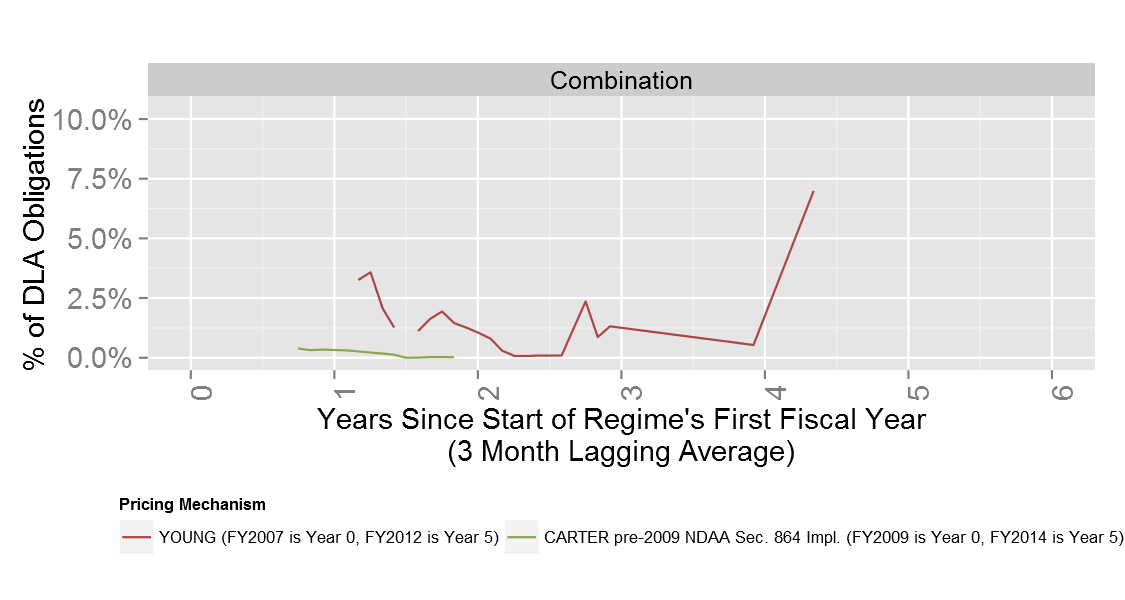 Combination
% of DLA Obligations
10.0%
7.5%
5.0%
2.5%
0.0%
0 1 2 3 4 5 6
Years Since Start of Regime's First Fiscal Year
(3 Month Lagging Average)
Pricing Mechanism
YOUNG (FY2007 is Year 0, FY2012 is Year 5) CARTER pre-2009 NDAA Sec. 864 Impl. (FY2009 is Year 0, FY2014 is Year 5)